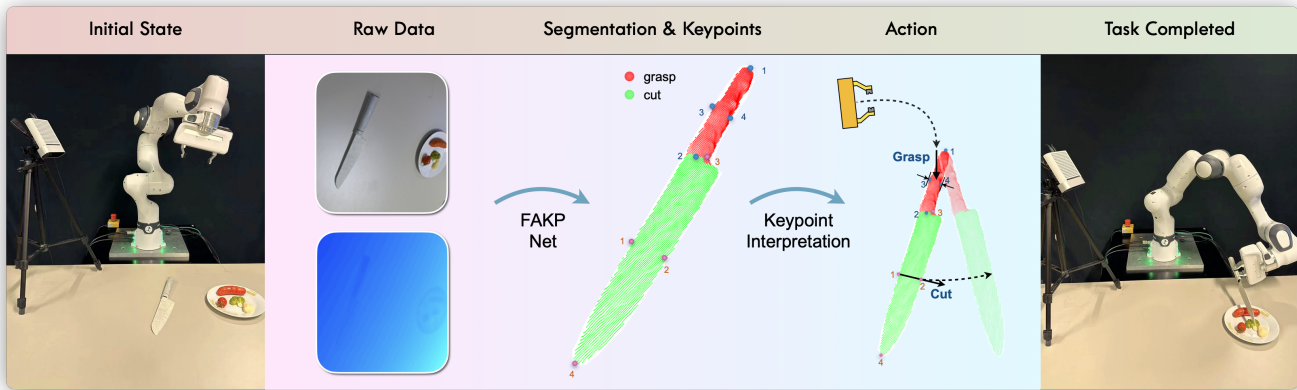 Initial State
Raw Data
Segmentation & Keypoints
Action
Task Completed
grasp
cut
1
3
4
2
3
1
2
4
FAKP
Net
Keypoint
Interpretation
Grasp
1
3
4
2
3
1
2
Cut
4